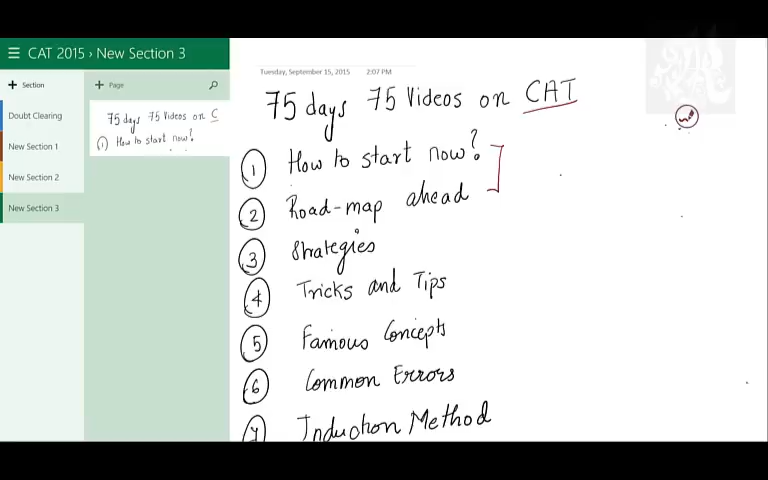 CAT 2015 › New Section 3
+ Section
+ Page
Doubt Clearing
New Section 1
New Section 2
New Section 3
75 days 75 Videos on C
① How to start now?
Tuesday, September 15, 2015 2:07 PM
75 days 75 Videos on CAT
① How to start now?
② Road-map ahead
③ Strategies
④ Tricks and Tips
⑤ Famous Concepts
⑥ Common Errors
⑦ Induction Method